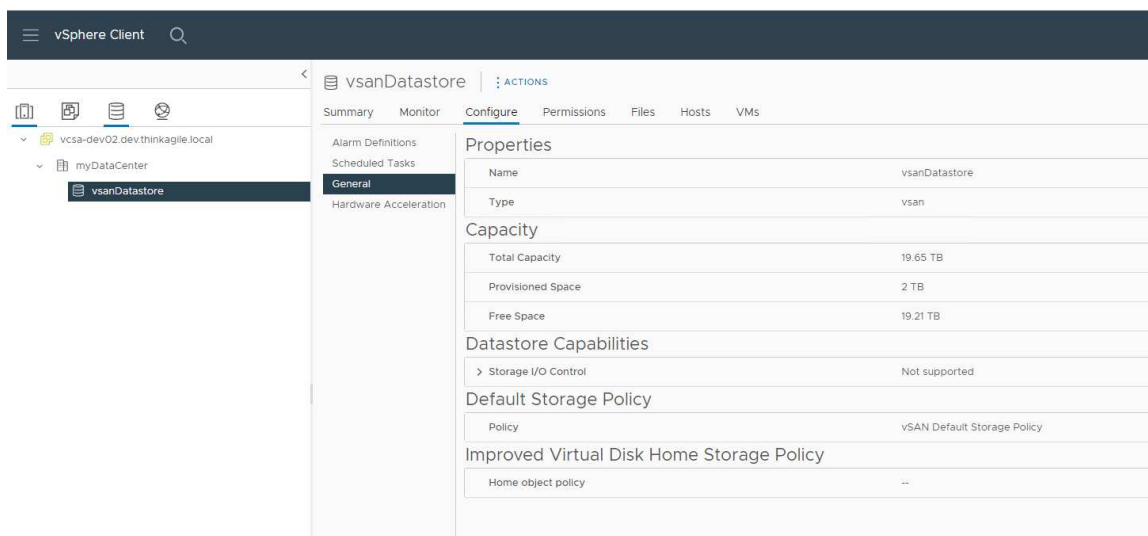 vSphere Client
vsanDatastore
ACTIONS
Summary Monitor Configure Permissions Files Hosts VMs
vcsa-dev02.dev.thinkagile.local
myDataCenter
vsanDatastore
Alarm Definitions
Scheduled Tasks
General
Hardware Acceleration
Properties
Name vsanDatastore
Type vsan
Capacity
Total Capacity 19.65 TB
Provisioned Space 2 TB
Free Space 19.21 TB
Datastore Capabilities
Storage I/O Control Not supported
Default Storage Policy
Policy vSAN Default Storage Policy
Improved Virtual Disk Home Storage Policy
Home object policy --